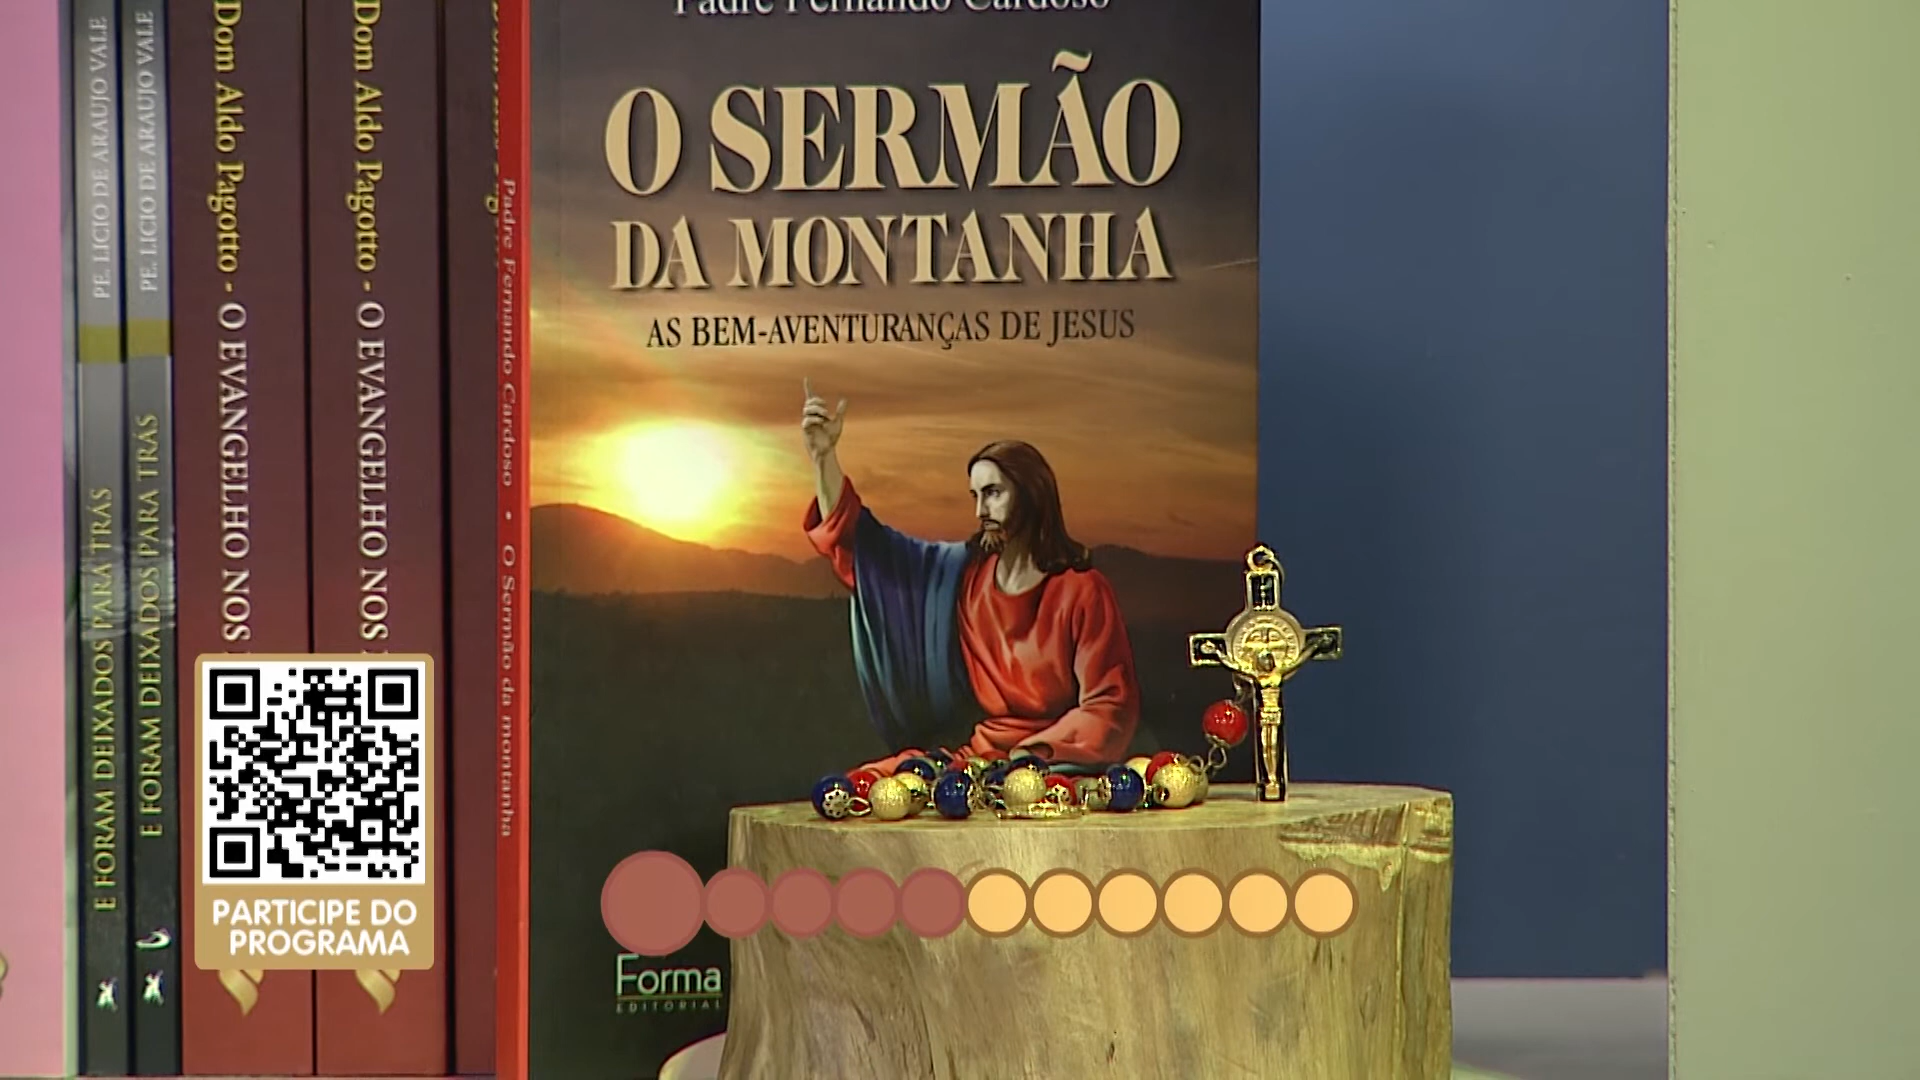 PE. LICIO DE ARAUJO VALE
E FORAM DEIXADOS PARA TRÁS
PE. LICIO DE ARAUJO VALE
E FORAM DEIXADOS PARA TRÁS
Dom Aldo Pagotto - O EVANGELHO NOS
Dom Aldo Pagotto - O EVANGELHO NOS
Padre Fernando Cardoso • O Sermão da montanha
Padre Fernando Cardoso
O SERMÃO
DA MONTANHA
AS BEM-AVENTURANÇAS DE JESUS
Forma
EDITORIAL
PARTICIPE DO
PROGRAMA